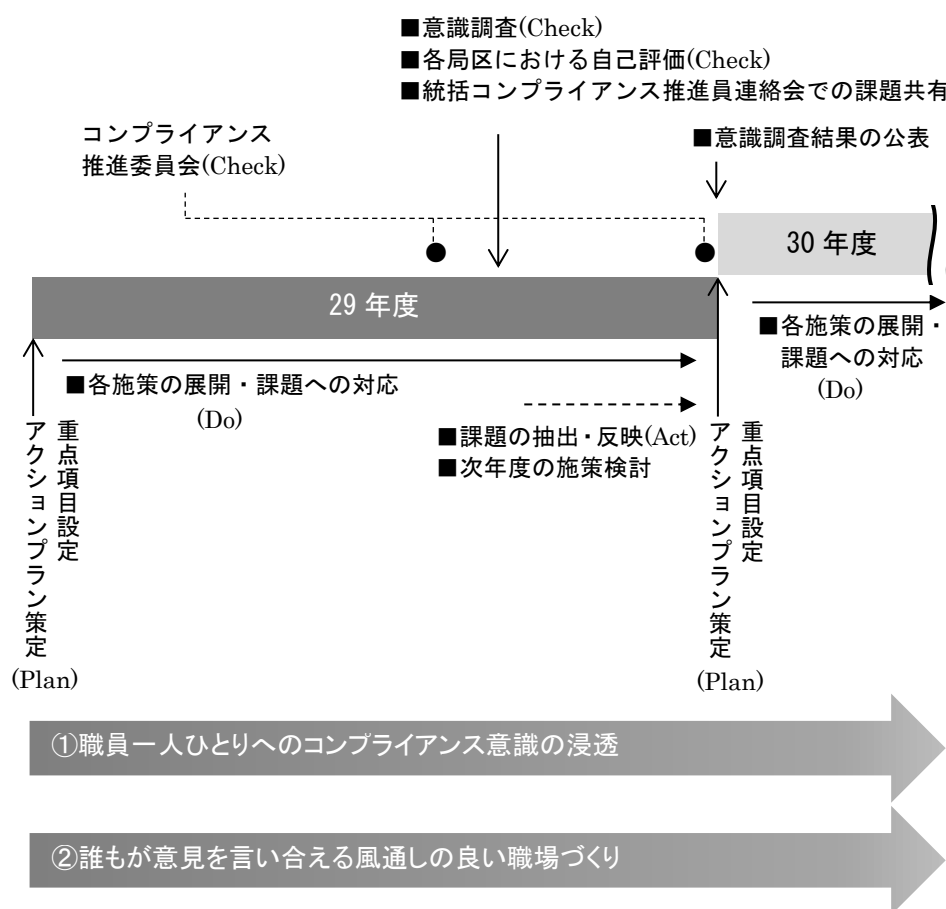 ■意識調査(Check)
■各局区における自己評価(Check)
■統括コンプライアンス推進員連絡会での課題共有
コンプライアンス
推進委員会(Check)
■意識調査結果の公表
30 年度
29 年度
■各施策の展開・課題への対応
(Do)
■各施策の展開・
課題への対応
(Do)
■課題の抽出・反映(Act)
■次年度の施策検討
重点項目設定
アクションプラン策定
(Plan)
重点項目設定
アクションプラン策定
(Plan)
①職員一人ひとりへのコンプライアンス意識の浸透
②誰もが意見を言い合える風通しの良い職場づくり